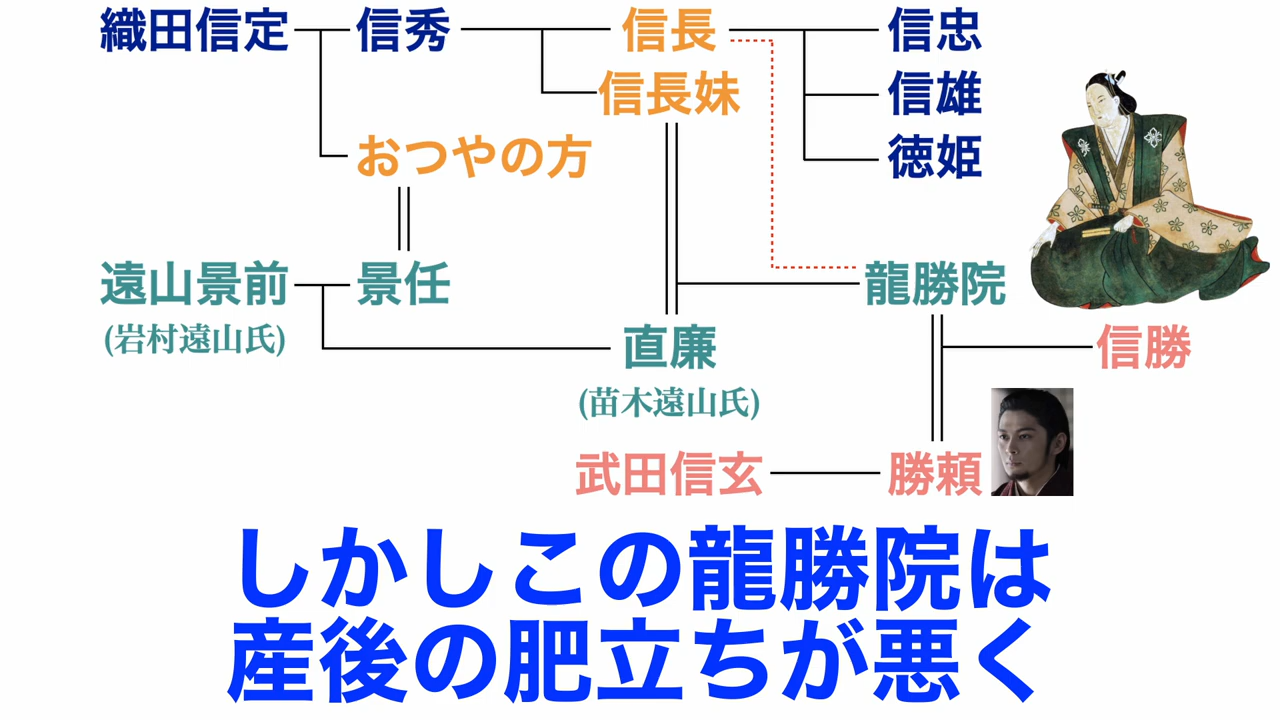 織田信定 信秀 信長 信忠
信長妹 信雄
おつやの方 徳姫
遠山景前 景任 龍勝院
(岩村遠山氏) 直廉 信勝
(苗木遠山氏)
武田信玄 勝頼
しかしこの龍勝院は
産後の肥立ちが悪く